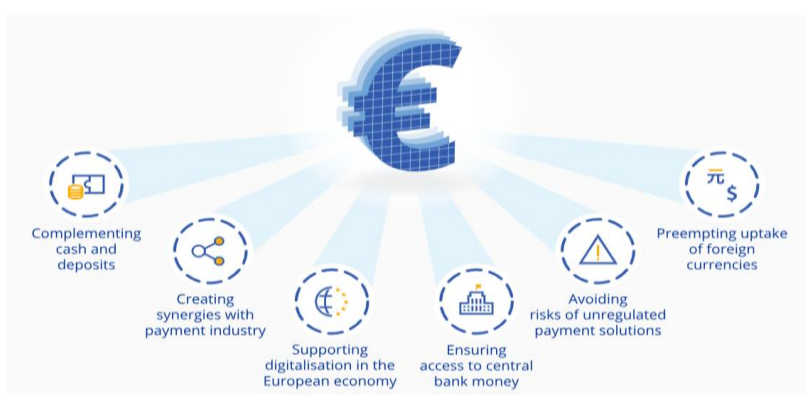 €
Complementing
cash and
deposits
Creating
synergies with
payment industry
Supporting
digitalisation in the
European economy
Ensuring
access to central
bank money
Avoiding
risks of unregulated
payment solutions
元
$
Preempting uptake
of foreign
currencies